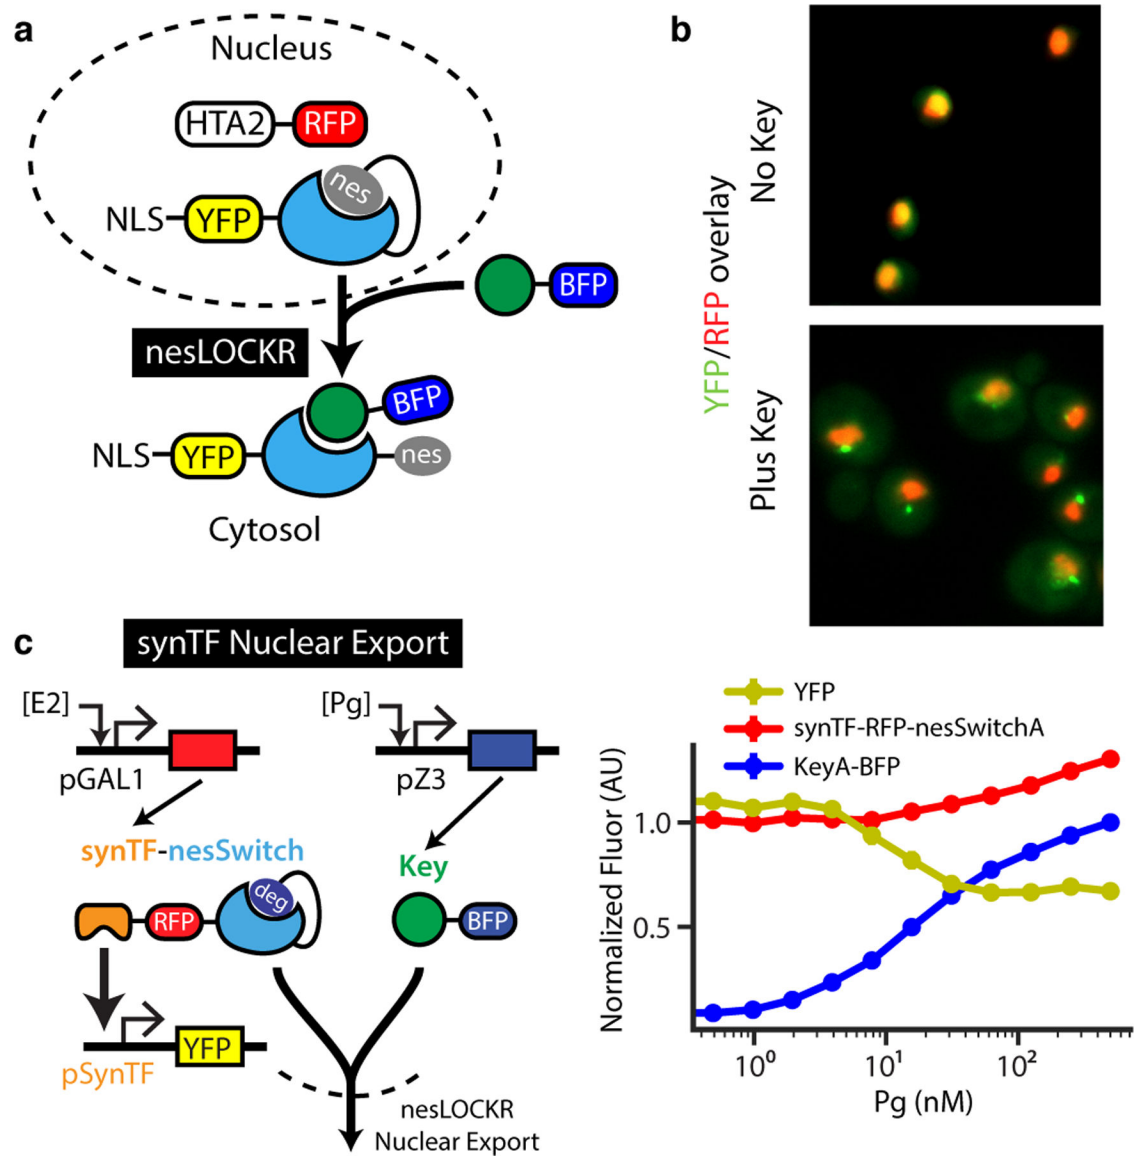 a
Nucleus
HTA2 RFP
nes
NLS YFP
BFP
nesLOCKR
BFP
NLS YFP
nes
Cytosol
b
YFP/RFP overlay
No Key
Plus Key
c
synTF Nuclear Export
[E2]
[Pg]
pGAL1
pZ3
synTF-nesSwitch
Key
deg
RFP
BFP
YFP
pSynTF
nesLOCKR
Nuclear Export
YFP
synTF-RFP-nesSwitchA
KeyA-BFP
Normalized Fluor (AU)
1.0
0.5
10⁰ 10¹ 10²
Pg (nM)